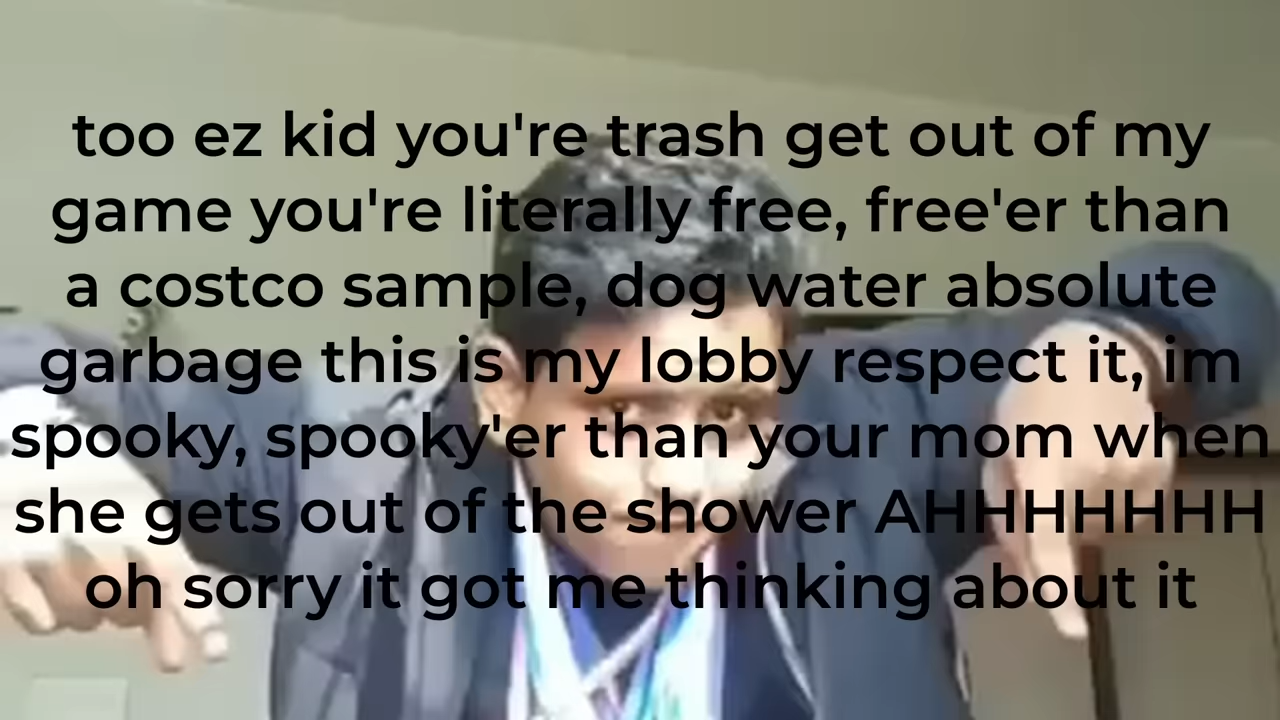 too ez kid you're trash get out of my
game you're literally free, free'er than
a costco sample, dog water absolute
garbage this is my lobby respect it, im
spooky, spooky'er than your mom when
she gets out of the shower AHHHHHHH
oh sorry it got me thinking about it